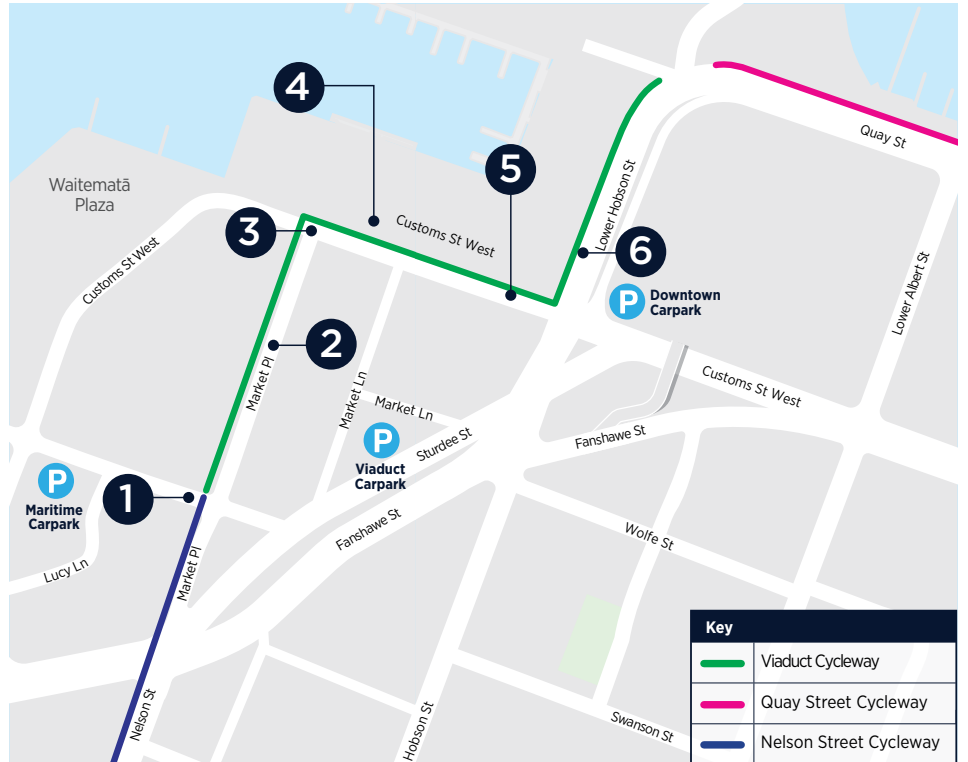 4
Quay St
5
Waitematā
Plaza
Lower Hobson St
3
Customs St West
6
Customs St West
Lower Albert St
P
Downtown
Carpark
2
Market Pl
Market Ln
Customs St West
Market Ln
P
Viaduct
Carpark
Sturdee St
Fanshawe St
P
Maritime
Carpark
1
Fanshawe St
Wolfe St
Lucy Ln
Market Pl
Nelson St
Hobson St
Swanson St
Key
Viaduct Cycleway
Quay Street Cycleway
Nelson Street Cycleway